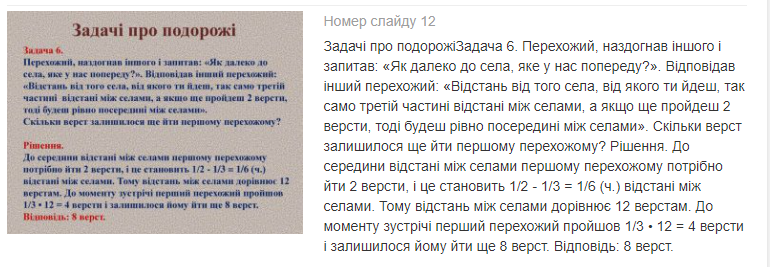 Задачі про подорожі
Задача 6.
Перехожий, наздогнав іншого і запитав: «Як далеко до
села, яке у нас попереду?». Відповідав інший перехожий:
«Відстань від того села, від якого ти йдеш, так само третій
частині відстані між селами, а якщо ще пройдеш 2 версти,
тоді будеш рівно посередині між селами».
Скільки верст залишилося ще йти першому перехожому?
Рішення.
До середини відстані між селами першому перехожому
потрібно йти 2 версти, і це становить 1/2 - 1/3 = 1/6 (ч.)
відстані між селами. Тому відстань між селами дорівнює 12
верстам. До моменту зустрічі перший перехожий пройшов
1/3 • 12 = 4 версти і залишилося йому йти ще 8 верст.
Відповідь: 8 верст.
Номер слайду 12
Задачі про подорожіЗадача 6. Перехожий, наздогнав іншого і
запитав: «Як далеко до села, яке у нас попереду?». Відповідав
інший перехожий: «Відстань від того села, від якого ти йдеш, так
само третій частині відстані між селами, а якщо ще пройдеш 2
версти, тоді будеш рівно посередині між селами». Скільки верст
залишилося ще йти першому перехожому? Рішення. До
середини відстані між селами першому перехожому потрібно
йти 2 версти, і це становить 1/2 - 1/3 = 1/6 (ч.) відстані між
селами. Тому відстань між селами дорівнює 12 верстам. До
моменту зустрічі перший перехожий пройшов 1/3 • 12 = 4 версти
і залишилося йому йти ще 8 верст. Відповідь: 8 верст.